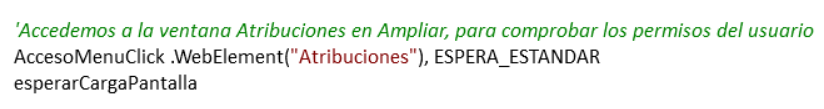 'Accedemos a la ventana Atribuciones en Ampliar, para comprobar los permisos del usuario
AccesoMenuClick .WebElement("Atribuciones"), ESPERA_ESTANDAR
esperarCargaPantalla